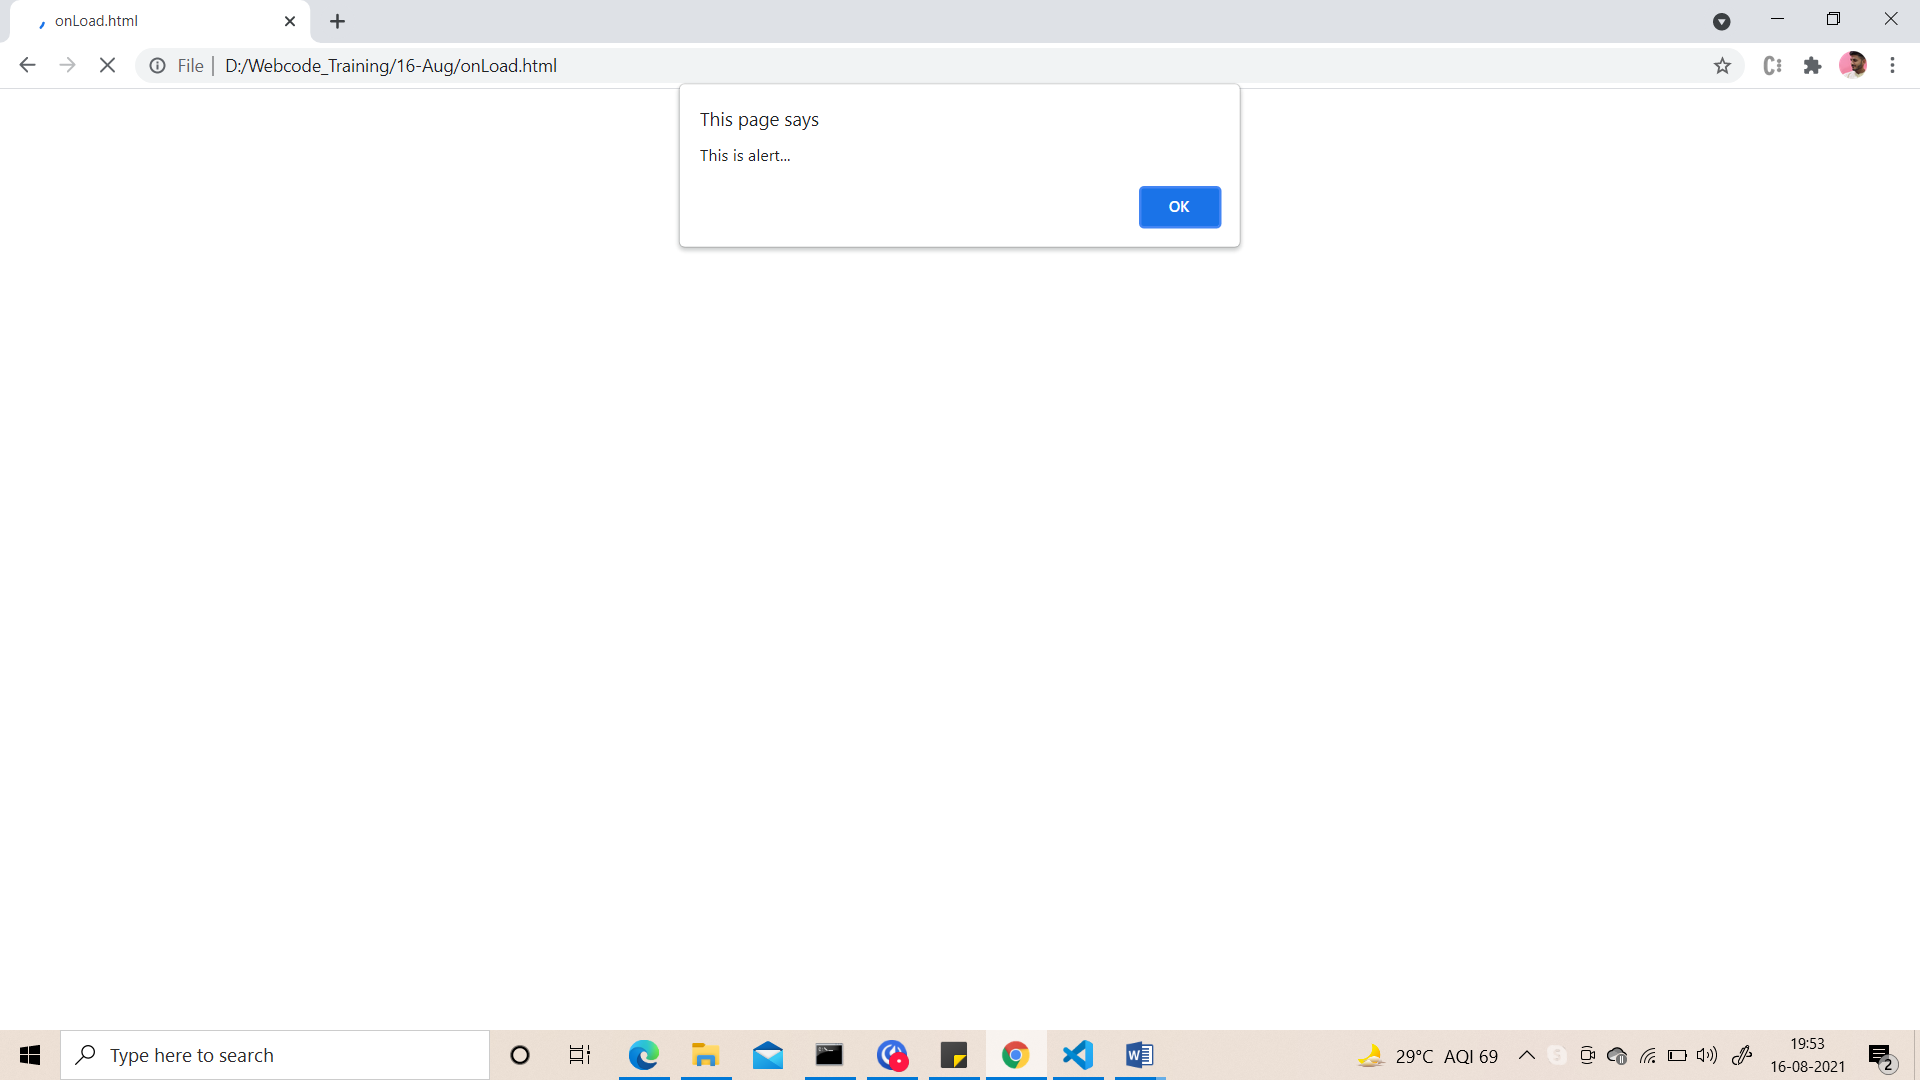 onLoad.html
File
D:/Webcode_Training/16-Aug/onLoad.html
This page says
This is alert...
OK
Type here to search
29°C AQI 69
19:53
16-08-2021
2